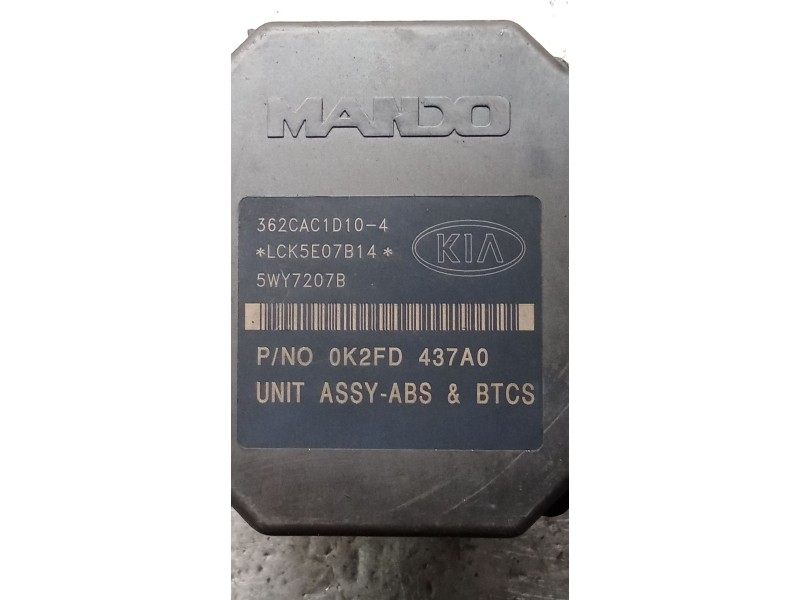 MANDO
362CAC1D10-4
*LCK5E07B14*
KIA
5WY7207B
P/NO 0K2FD 437A0
UNIT ASSY-ABS & BTCS